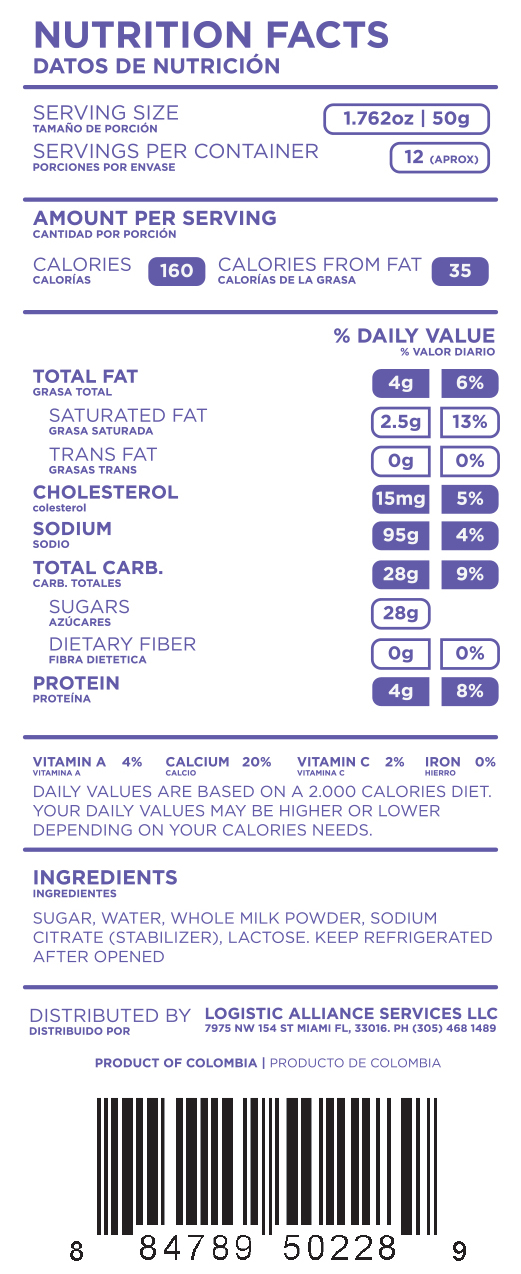 NUTRITION FACTS
DATOS DE NUTRICIÓN
SERVING SIZE 1.762oz | 50g
TAMAÑO DE PORCIÓN
SERVINGS PER CONTAINER 12 (APROX)
PORCIONES POR ENVASE
AMOUNT PER SERVING
CANTIDAD POR PORCIÓN
CALORIES 160 CALORIES FROM FAT 35
CALORÍAS CALORÍAS DE LA GRASA
% DAILY VALUE
% VALOR DIARIO
TOTAL FAT 4g 6%
GRASA TOTAL
SATURATED FAT 2.5g 13%
GRASA SATURADA
TRANS FAT 0g 0%
GRASAS TRANS
CHOLESTEROL 15mg 5%
colesterol
SODIUM 95g 4%
SODIO
TOTAL CARB. 28g 9%
CARB. TOTALES
SUGARS 28g
AZÚCARES
DIETARY FIBER 0g 0%
FIBRA DIETETICA
PROTEIN 4g 8%
PROTEÍNA
VITAMIN A 4% CALCIUM 20% VITAMIN C 2% IRON 0%
VITAMINA A CALCIO VITAMINA C HIERRO
DAILY VALUES ARE BASED ON A 2.000 CALORIES DIET.
YOUR DAILY VALUES MAY BE HIGHER OR LOWER
DEPENDING ON YOUR CALORIES NEEDS.
INGREDIENTS
INGREDIENTES
SUGAR, WATER, WHOLE MILK POWDER, SODIUM
CITRATE (STABILIZER), LACTOSE. KEEP REFRIGERATED
AFTER OPENED
DISTRIBUTED BY LOGISTIC ALLIANCE SERVICES LLC
DISTRIBUIDO POR 7975 NW 154 ST MIAMI FL, 33016. PH (305) 468 1489
PRODUCT OF COLOMBIA | PRODUCTO DE COLOMBIA
8 84789 50228 9